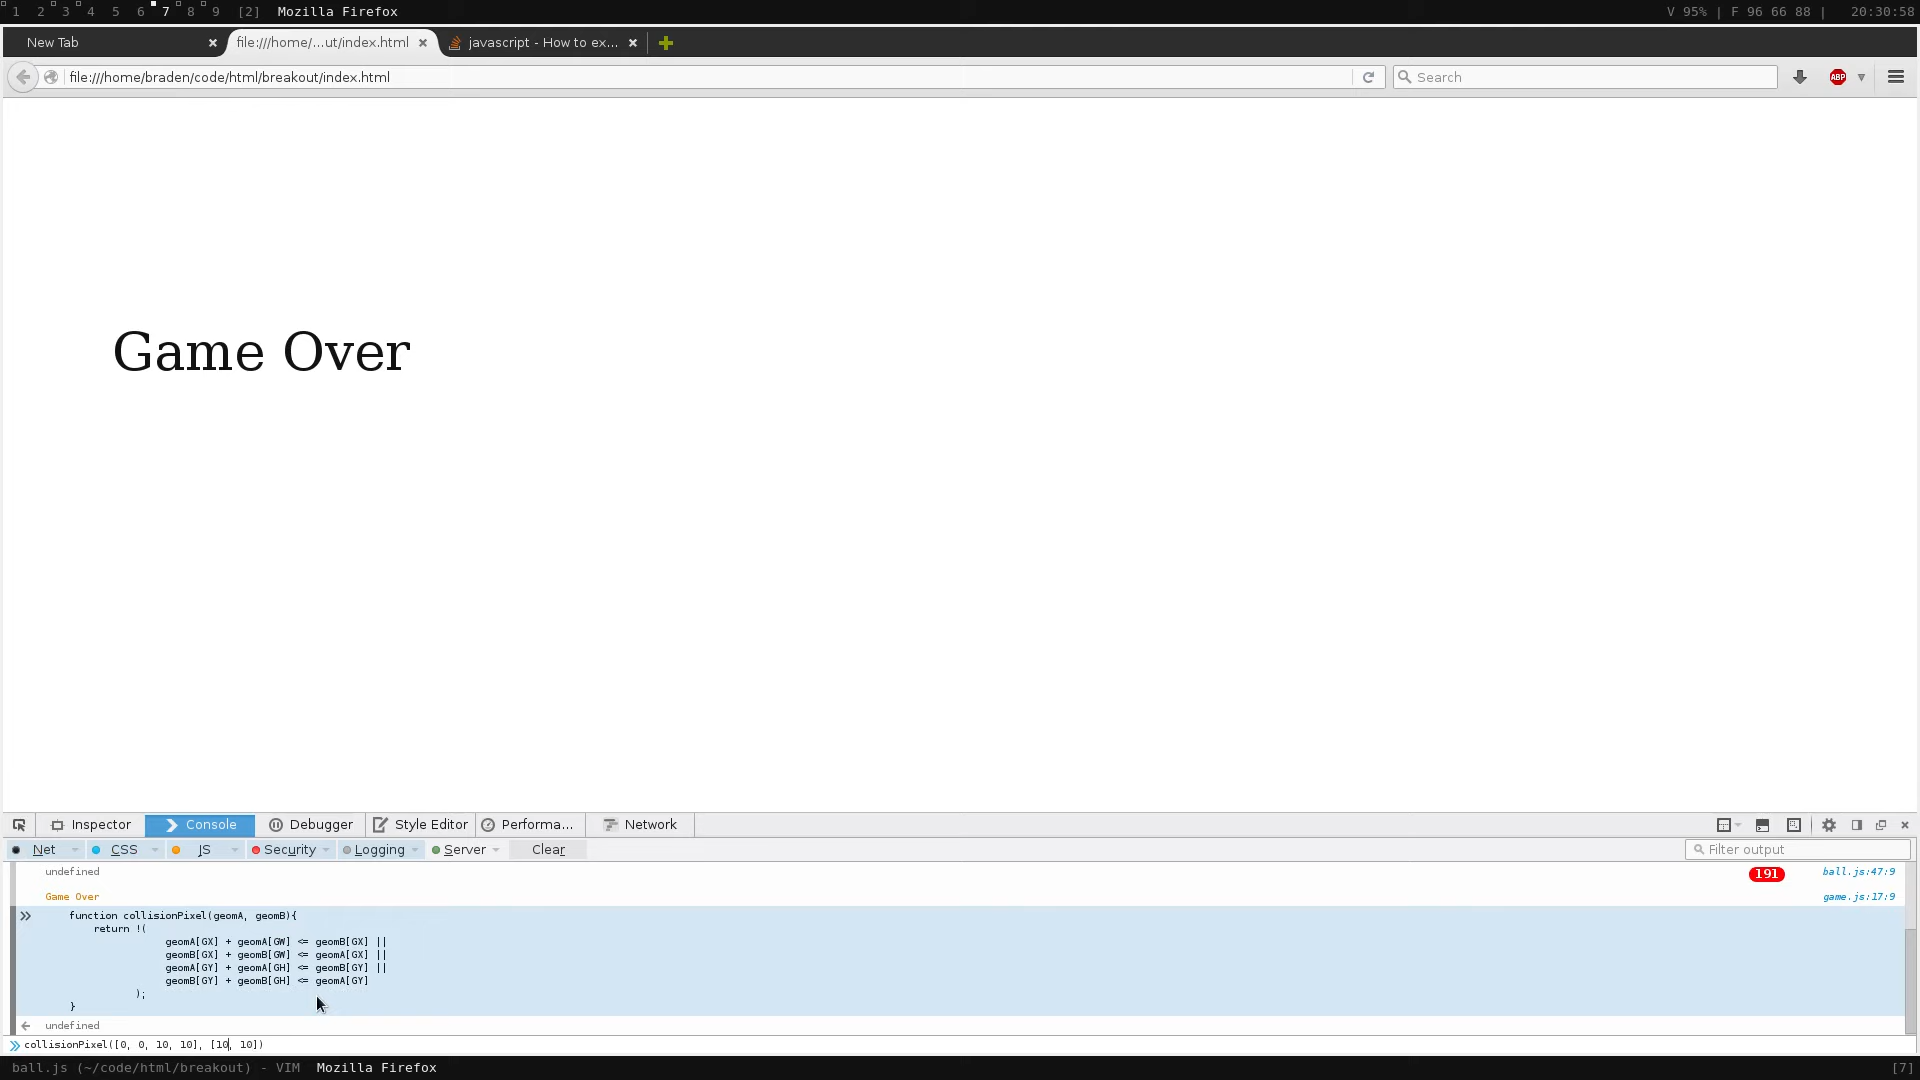 1 2 3 4 5 6 7 8 9 [2] Mozilla Firefox V 95% | F 96 66 88 | 20:30:58
New Tab file:///home/...ut/index.html javascript - How to ex...
file:///home/braden/code/html/breakout/index.html Search ABP
Game Over
Inspector Console Debugger Style Editor Performa... Network
Net CSS JS Security Logging Server Clear Filter output
undefined 191 ball.js:47:9
Game Over game.js:17:9
function collisionPixel(geomA, geomB){
return !(
geomA[GX] + geomA[GW] <= geomB[GX] ||
geomB[GX] + geomB[GW] <= geomA[GX] ||
geomA[GY] + geomA[GH] <= geomB[GY] ||
geomB[GY] + geomB[GH] <= geomA[GY]
);
}
undefined
collisionPixel([0, 0, 10, 10], [10, 10])
ball.js (~/code/html/breakout) - VIM Mozilla Firefox [7]